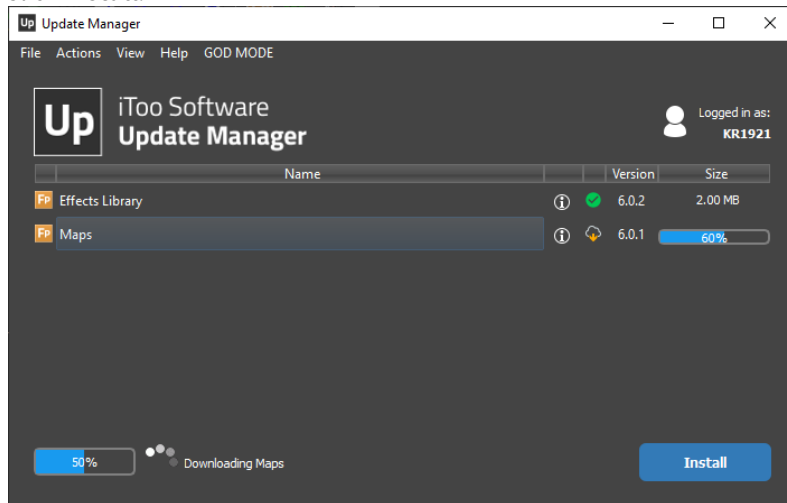 Up Update Manager
File Actions View Help GOD MODE
Up
iToo Software
Update Manager
Logged in as:
KR1921
Name Version Size
FP Effects Library 6.0.2 2.00 MB
FP Maps 6.0.1 60%
50% Downloading Maps Install